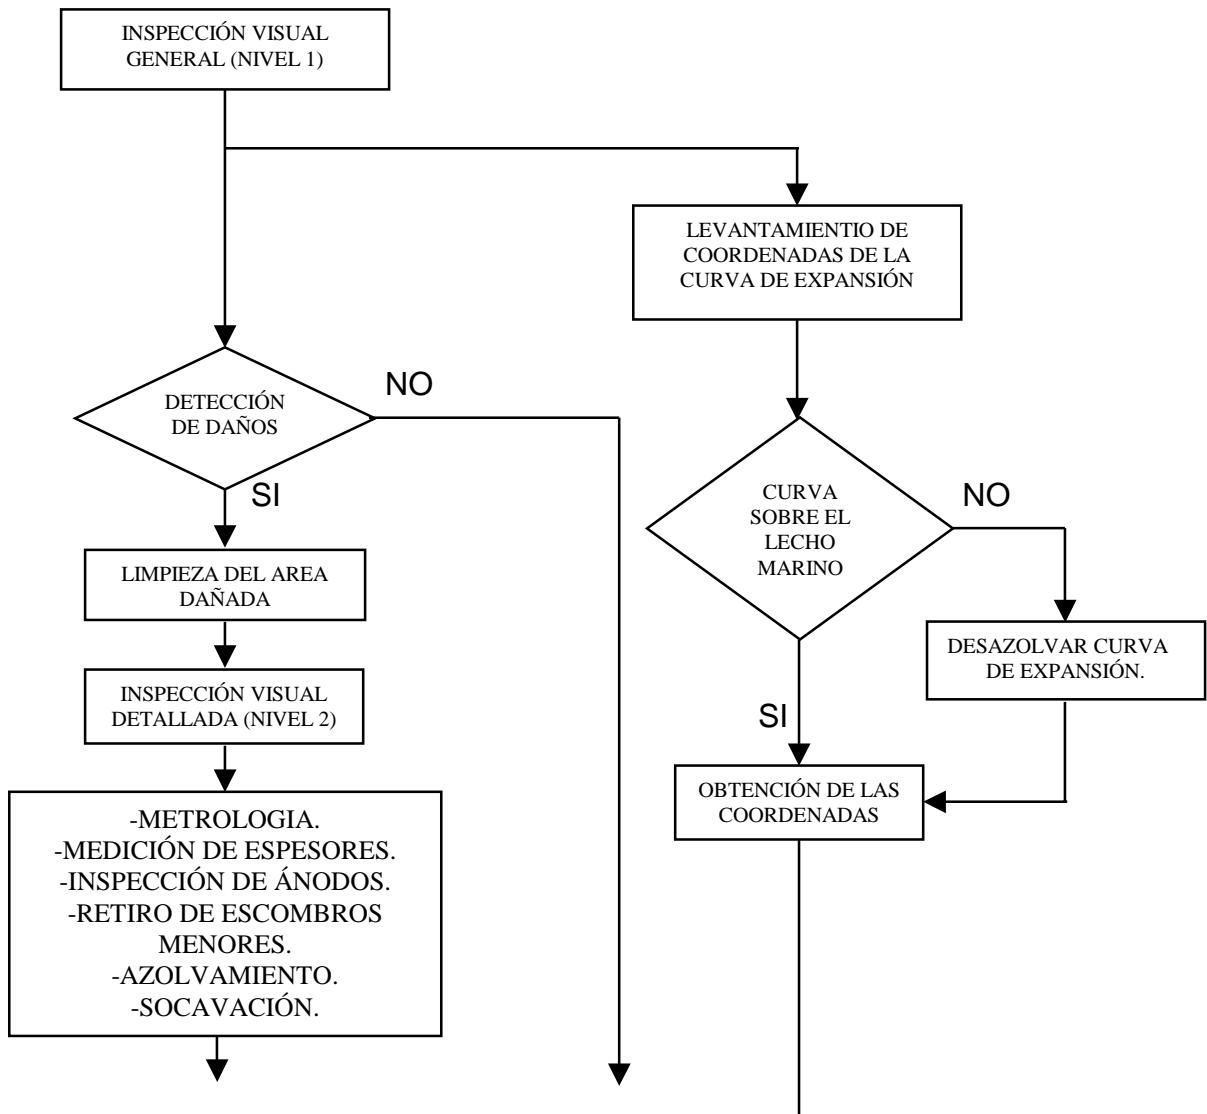 INSPECCIÓN VISUAL
GENERAL (NIVEL 1)
LEVANTAMIENTIO DE
COORDENADAS DE LA
CURVA DE EXPANSIÓN
DETECCIÓN
DE DAÑOS
NO
SI
CURVA
SOBRE EL
LECHO
MARINO
NO
SI
LIMPIEZA DEL AREA
DAÑADA
DESAZOLVAR CURVA
DE EXPANSIÓN.
INSPECCIÓN VISUAL
DETALLADA (NIVEL 2)
OBTENCIÓN DE LAS
COORDENADAS
-METROLOGIA.
-MEDICIÓN DE ESPESORES.
-INSPECCIÓN DE ÁNODOS.
-RETIRO DE ESCOMBROS
MENORES.
-AZOLVAMIENTO.
-SOCAVACIÓN.